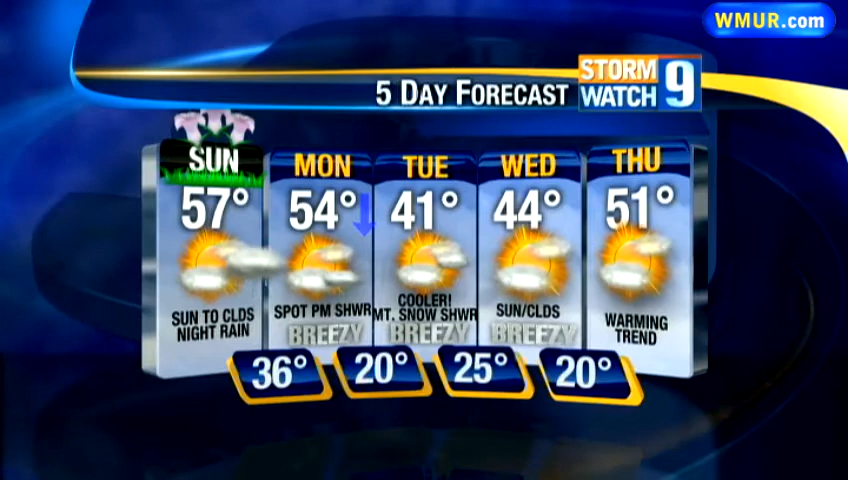 WMUR.com
5 DAY FORECAST
STORM
WATCH 9
SUN
MON
TUE
WED
THU
57°
54°
41°
44°
51°
SUN TO CLDS
NIGHT RAIN
SPOT PM SHWR
BREEZY
COOLER!
MT. SNOW SHWR
BREEZY
SUN/CLDS
BREEZY
WARMING
TREND
36°
20°
25°
20°